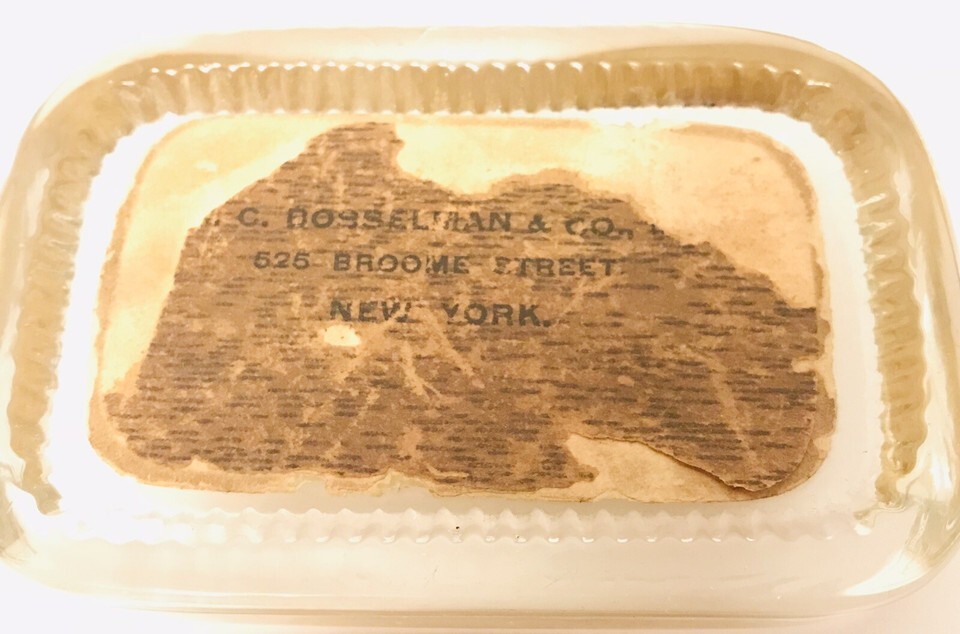 C. DOSSELMAN & CO.,
525 BROOME STREET.
NEW YORK.